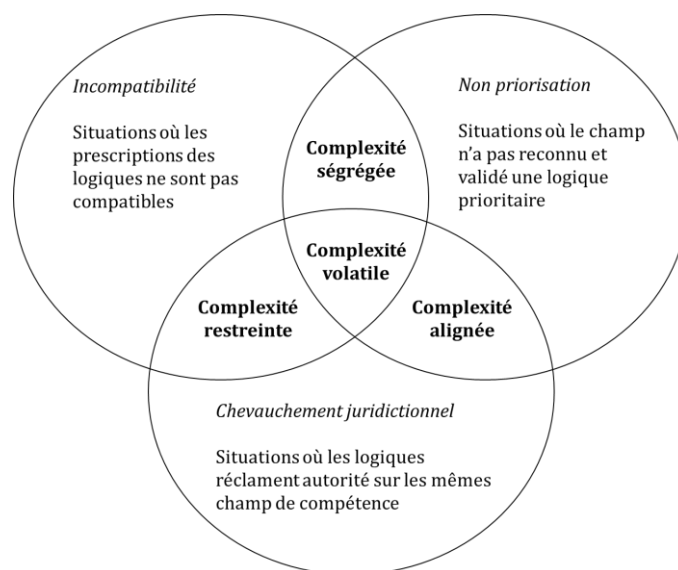 Incompatibilité
Situations où les
prescriptions des
logiques ne sont pas
compatibles
Non priorisation
Situations où le champ
n'a pas reconnu et
validé une logique
prioritaire
Complexité
ségrégée
Complexité
volatile
Complexité
restreinte
Complexité
alignée
Chevauchement juridictionnel
Situations où les logiques
réclament autorité sur les mêmes
champ de compétence